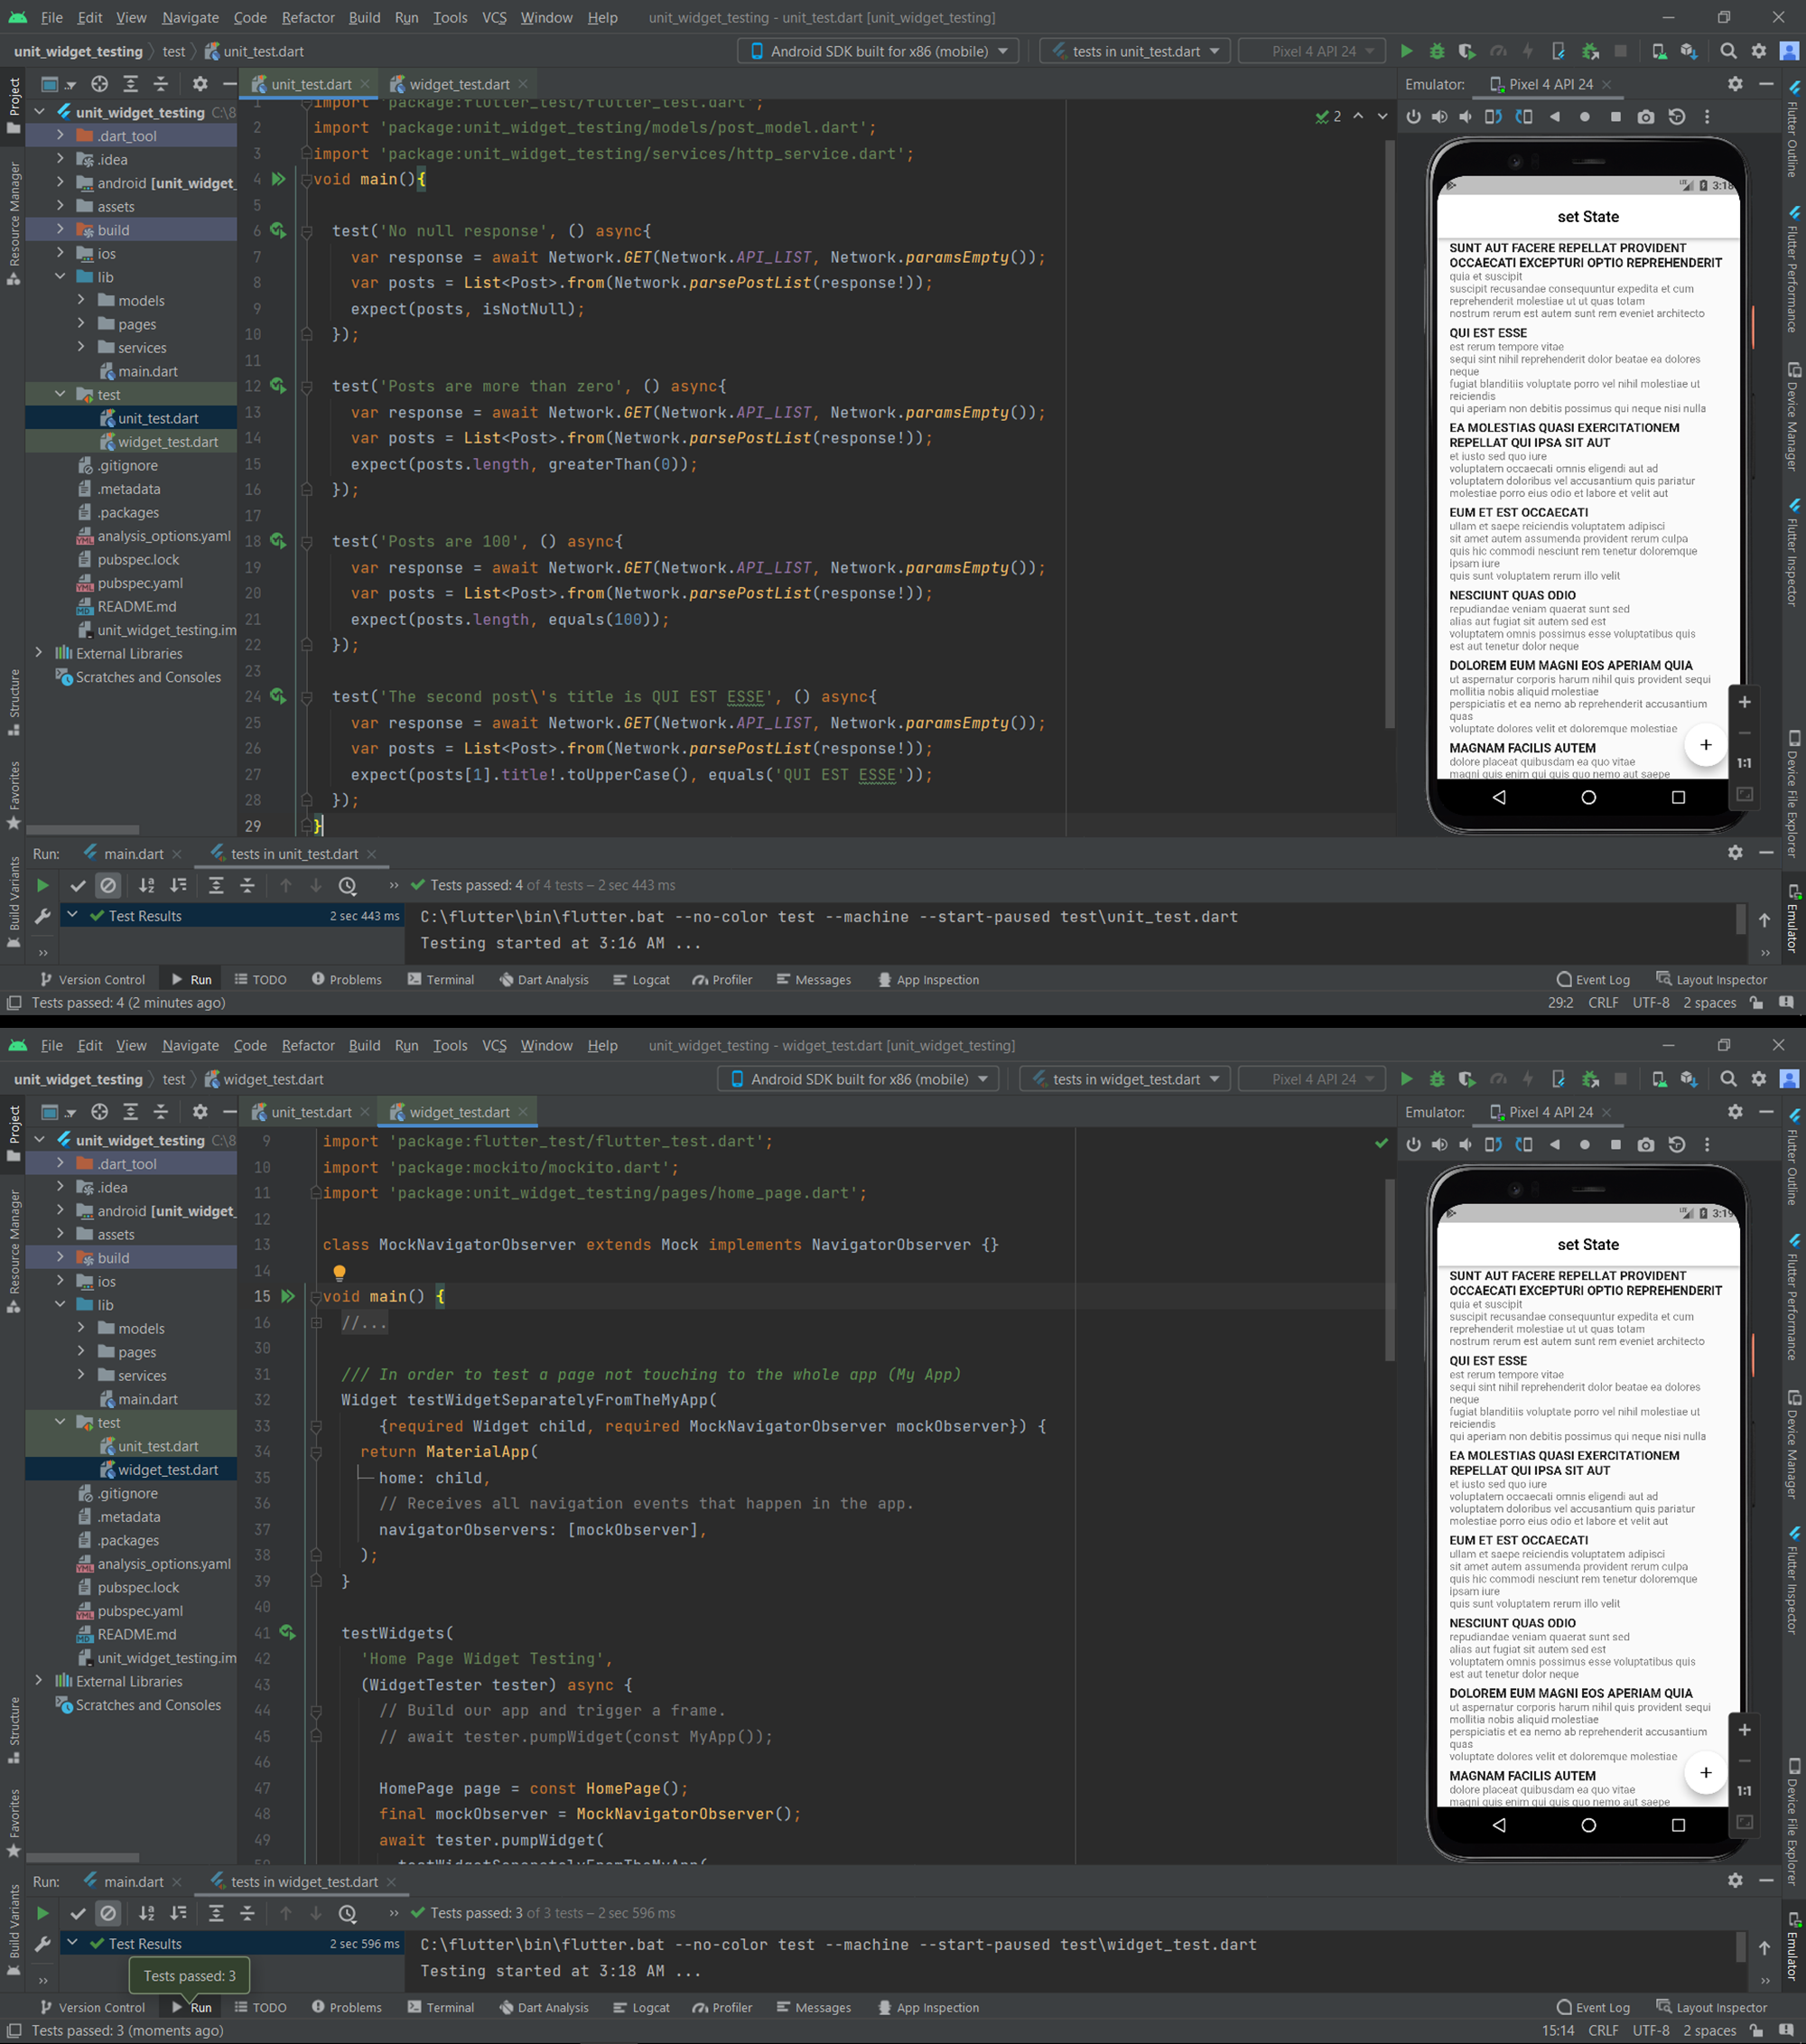 File Edit View Navigate Code Refactor Build Run Tools VCS Window Help unit_widget_testing - unit_test.dart [unit_widget_testing]
unit_widget_testing test unit_test.dart Android SDK built for x86 (mobile) tests in unit_test.dart Pixel 4 API 24
unit_test.dart widget_test.dart
Emulator: Pixel 4 API 24
Project
Resource Manager
Structure
Favorites
Build Variants
unit_widget_testing C:\8
.dart_tool
.idea
android [unit_widget_
assets
build
ios
lib
models
pages
services
main.dart
test
unit_test.dart
widget_test.dart
.gitignore
.metadata
.packages
analysis_options.yaml
pubspec.lock
pubspec.yaml
README.md
unit_widget_testing.im
External Libraries
Scratches and Consoles
1 import 'package:flutter_test/flutter_test.dart';
2 import 'package:unit_widget_testing/models/post_model.dart';
3 import 'package:unit_widget_testing/services/http_service.dart';
4 void main(){
5
6 test('No null response', () async{
7 var response = await Network.GET(Network.API_LIST, Network.paramsEmpty());
8 var posts = List<Post>.from(Network.parsePostList(response!));
9 expect(posts, isNotNull);
10 });
11
12 test('Posts are more than zero', () async{
13 var response = await Network.GET(Network.API_LIST, Network.paramsEmpty());
14 var posts = List<Post>.from(Network.parsePostList(response!));
15 expect(posts.length, greaterThan(0));
16 });
17
18 test('Posts are 100', () async{
19 var response = await Network.GET(Network.API_LIST, Network.paramsEmpty());
20 var posts = List<Post>.from(Network.parsePostList(response!));
21 expect(posts.length, equals(100));
22 });
23
24 test('The second post\'s title is QUI EST ESSE', () async{
25 var response = await Network.GET(Network.API_LIST, Network.paramsEmpty());
26 var posts = List<Post>.from(Network.parsePostList(response!));
27 expect(posts[1].title!.toUpperCase(), equals('QUI EST ESSE'));
28 });
29 }
2
3:18
set State
SUNT AUT FACERE REPELLAT PROVIDENT
OCCAECATI EXCEPTURI OPTIO REPREHENDERIT
quia et suscipit
suscipit recusandae consequuntur expedita et cum
reprehenderit molestiae ut ut quas totam
nostrum rerum est autem sunt rem eveniet architecto
QUI EST ESSE
est rerum tempore vitae
sequi sint nihil reprehenderit dolor beatae ea dolores
neque
fugiat blanditiis voluptate porro vel nihil molestiae ut
reiciendis
qui aperiam non debitis possimus qui neque nisi nulla
EA MOLESTIAS QUASI EXERCITATIONEM
REPELLAT QUI IPSA SIT AUT
et iusto sed quo iure
voluptatem occaecati omnis eligendi aut ad
voluptatem doloribus vel accusantium quis pariatur
molestiae porro eius odio et labore et velit aut
EUM ET EST OCCAECATI
ullam et saepe reiciendis voluptatem adipisci
sit amet autem assumenda provident rerum culpa
quis hic commodi nesciunt rem tenetur doloremque
ipsam iure
quis sunt voluptatem rerum illo velit
NESCIUNT QUAS ODIO
repudiandae veniam quaerat sunt sed
alias aut fugiat sit autem sed est
voluptatem omnis possimus esse voluptatibus quis
est aut tenetur dolor neque
DOLOREM EUM MAGNI EOS APERIAM QUIA
ut aspernatur corporis harum nihil quis provident sequi
mollitia nobis aliquid molestiae
perspiciatis et ea nemo ab reprehenderit accusantium
quas
voluptate dolores velit et doloremque molestiae
MAGNAM FACILIS AUTEM
dolore placeat quibusdam ea quo vitae
magni quis enim qui quis quo nemo aut saepe
1:1
Flutter Outline
Flutter Performance
Device Manager
Flutter Inspector
Device File Explorer
Emulator
Run: main.dart tests in unit_test.dart
Tests passed: 4 of 4 tests – 2 sec 443 ms
Test Results 2 sec 443 ms
C:\flutter\bin\flutter.bat --no-color test --machine --start-paused test\unit_test.dart
Testing started at 3:16 AM ...
Version Control Run TODO Problems Terminal Dart Analysis Logcat Profiler Messages App Inspection Event Log Layout Inspector
Tests passed: 4 (2 minutes ago) 29:2 CRLF UTF-8 2 spaces
File Edit View Navigate Code Refactor Build Run Tools VCS Window Help unit_widget_testing - widget_test.dart [unit_widget_testing]
unit_widget_testing test widget_test.dart Android SDK built for x86 (mobile) tests in widget_test.dart Pixel 4 API 24
unit_test.dart widget_test.dart
Emulator: Pixel 4 API 24
Project
Resource Manager
Structure
Favorites
Build Variants
unit_widget_testing C:\8
.dart_tool
.idea
android [unit_widget_
assets
build
ios
lib
models
pages
services
main.dart
test
unit_test.dart
widget_test.dart
.gitignore
.metadata
.packages
analysis_options.yaml
pubspec.lock
pubspec.yaml
README.md
unit_widget_testing.im
External Libraries
Scratches and Consoles
9 import 'package:flutter_test/flutter_test.dart';
10 import 'package:mockito/mockito.dart';
11 import 'package:unit_widget_testing/pages/home_page.dart';
12
13 class MockNavigatorObserver extends Mock implements NavigatorObserver {}
14
15 void main() {
16 //...
30
31 /// In order to test a page not touching to the whole app (My App)
32 Widget testWidgetSeparatelyFromTheMyApp(
33 {required Widget child, required MockNavigatorObserver mockObserver}) {
34 return MaterialApp(
35 home: child,
36 // Receives all navigation events that happen in the app.
37 navigatorObservers: [mockObserver],
38 );
39 }
40
41 testWidgets(
42 'Home Page Widget Testing',
43 (WidgetTester tester) async {
44 // Build our app and trigger a frame.
45 // await tester.pumpWidget(const MyApp());
46
47 HomePage page = const HomePage();
48 final mockObserver = MockNavigatorObserver();
49 await tester.pumpWidget(
50 testWidgetSeparatelyFromTheMyApp(
3:19
set State
SUNT AUT FACERE REPELLAT PROVIDENT
OCCAECATI EXCEPTURI OPTIO REPREHENDERIT
quia et suscipit
suscipit recusandae consequuntur expedita et cum
reprehenderit molestiae ut ut quas totam
nostrum rerum est autem sunt rem eveniet architecto
QUI EST ESSE
est rerum tempore vitae
sequi sint nihil reprehenderit dolor beatae ea dolores
neque
fugiat blanditiis voluptate porro vel nihil molestiae ut
reiciendis
qui aperiam non debitis possimus qui neque nisi nulla
EA MOLESTIAS QUASI EXERCITATIONEM
REPELLAT QUI IPSA SIT AUT
et iusto sed quo iure
voluptatem occaecati omnis eligendi aut ad
voluptatem doloribus vel accusantium quis pariatur
molestiae porro eius odio et labore et velit aut
EUM ET EST OCCAECATI
ullam et saepe reiciendis voluptatem adipisci
sit amet autem assumenda provident rerum culpa
quis hic commodi nesciunt rem tenetur doloremque
ipsam iure
quis sunt voluptatem rerum illo velit
NESCIUNT QUAS ODIO
repudiandae veniam quaerat sunt sed
alias aut fugiat sit autem sed est
voluptatem omnis possimus esse voluptatibus quis
est aut tenetur dolor neque
DOLOREM EUM MAGNI EOS APERIAM QUIA
ut aspernatur corporis harum nihil quis provident sequi
mollitia nobis aliquid molestiae
perspiciatis et ea nemo ab reprehenderit accusantium
quas
voluptate dolores velit et doloremque molestiae
MAGNAM FACILIS AUTEM
dolore placeat quibusdam ea quo vitae
magni quis enim qui quis quo nemo aut saepe
1:1
Flutter Outline
Flutter Performance
Device Manager
Flutter Inspector
Device File Explorer
Emulator
Run: main.dart tests in widget_test.dart
Tests passed: 3 of 3 tests – 2 sec 596 ms
Test Results 2 sec 596 ms
C:\flutter\bin\flutter.bat --no-color test --machine --start-paused test\widget_test.dart
Testing started at 3:18 AM ...
Tests passed: 3
Version Control Run TODO Problems Terminal Dart Analysis Logcat Profiler Messages App Inspection Event Log Layout Inspector
Tests passed: 3 (moments ago) 15:14 CRLF UTF-8 2 spaces